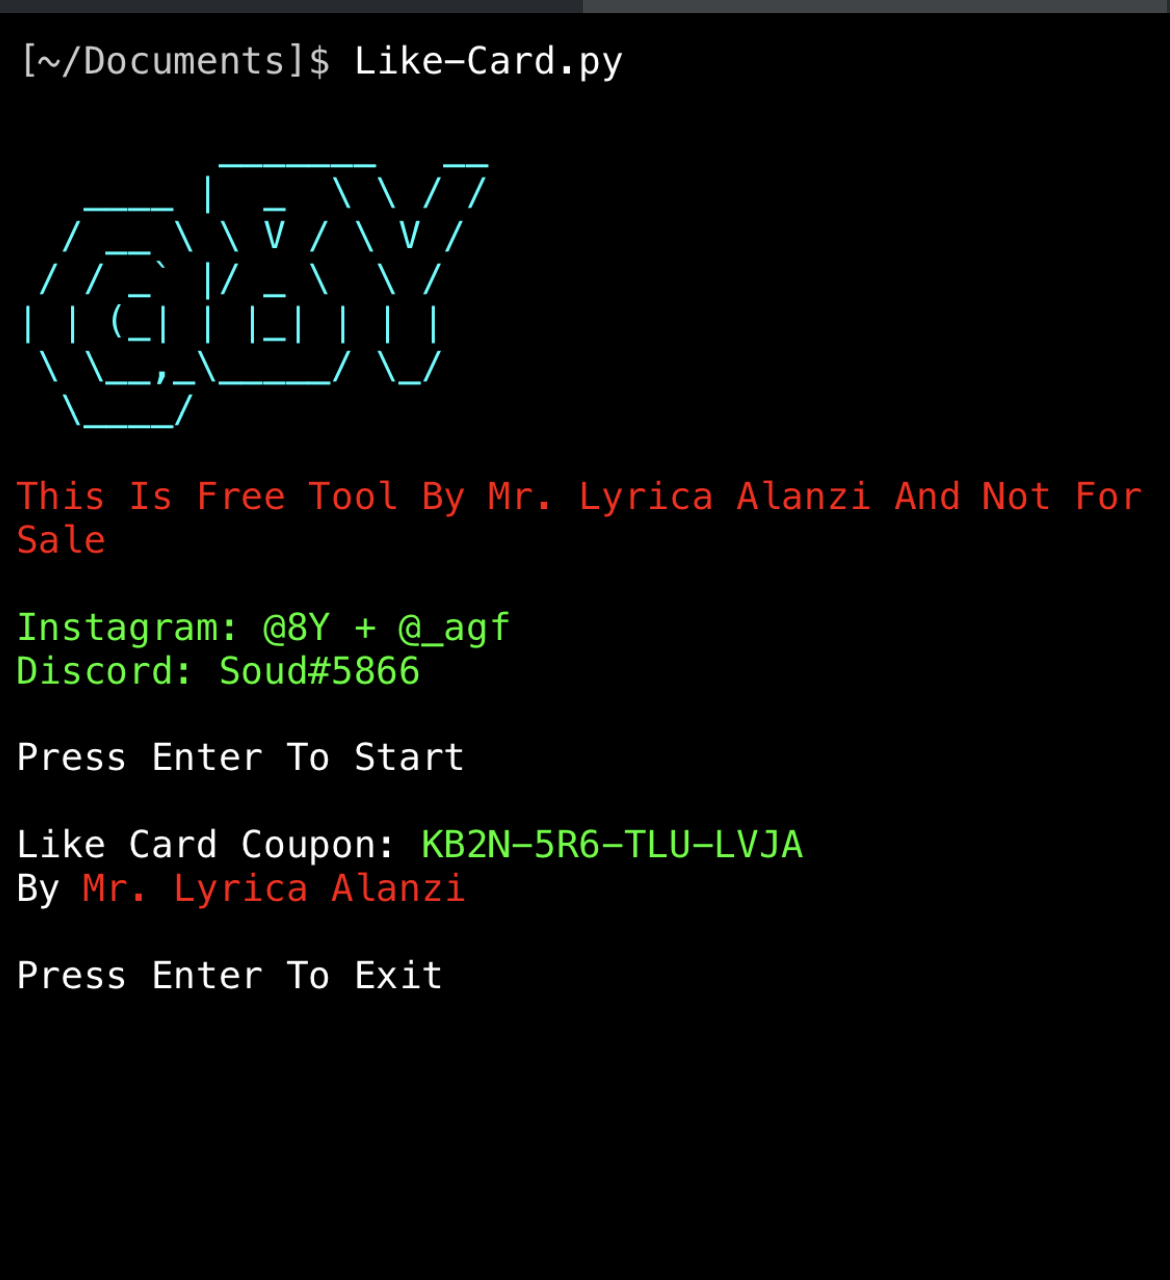 [~/Documents]$ Like-Card.py
@8Y
This Is Free Tool By Mr. Lyrica Alanzi And Not For
Sale
Instagram: @8Y + @_agf
Discord: Soud#5866
Press Enter To Start
Like Card Coupon: KB2N-5R6-TLU-LVJA
By Mr. Lyrica Alanzi
Press Enter To Exit